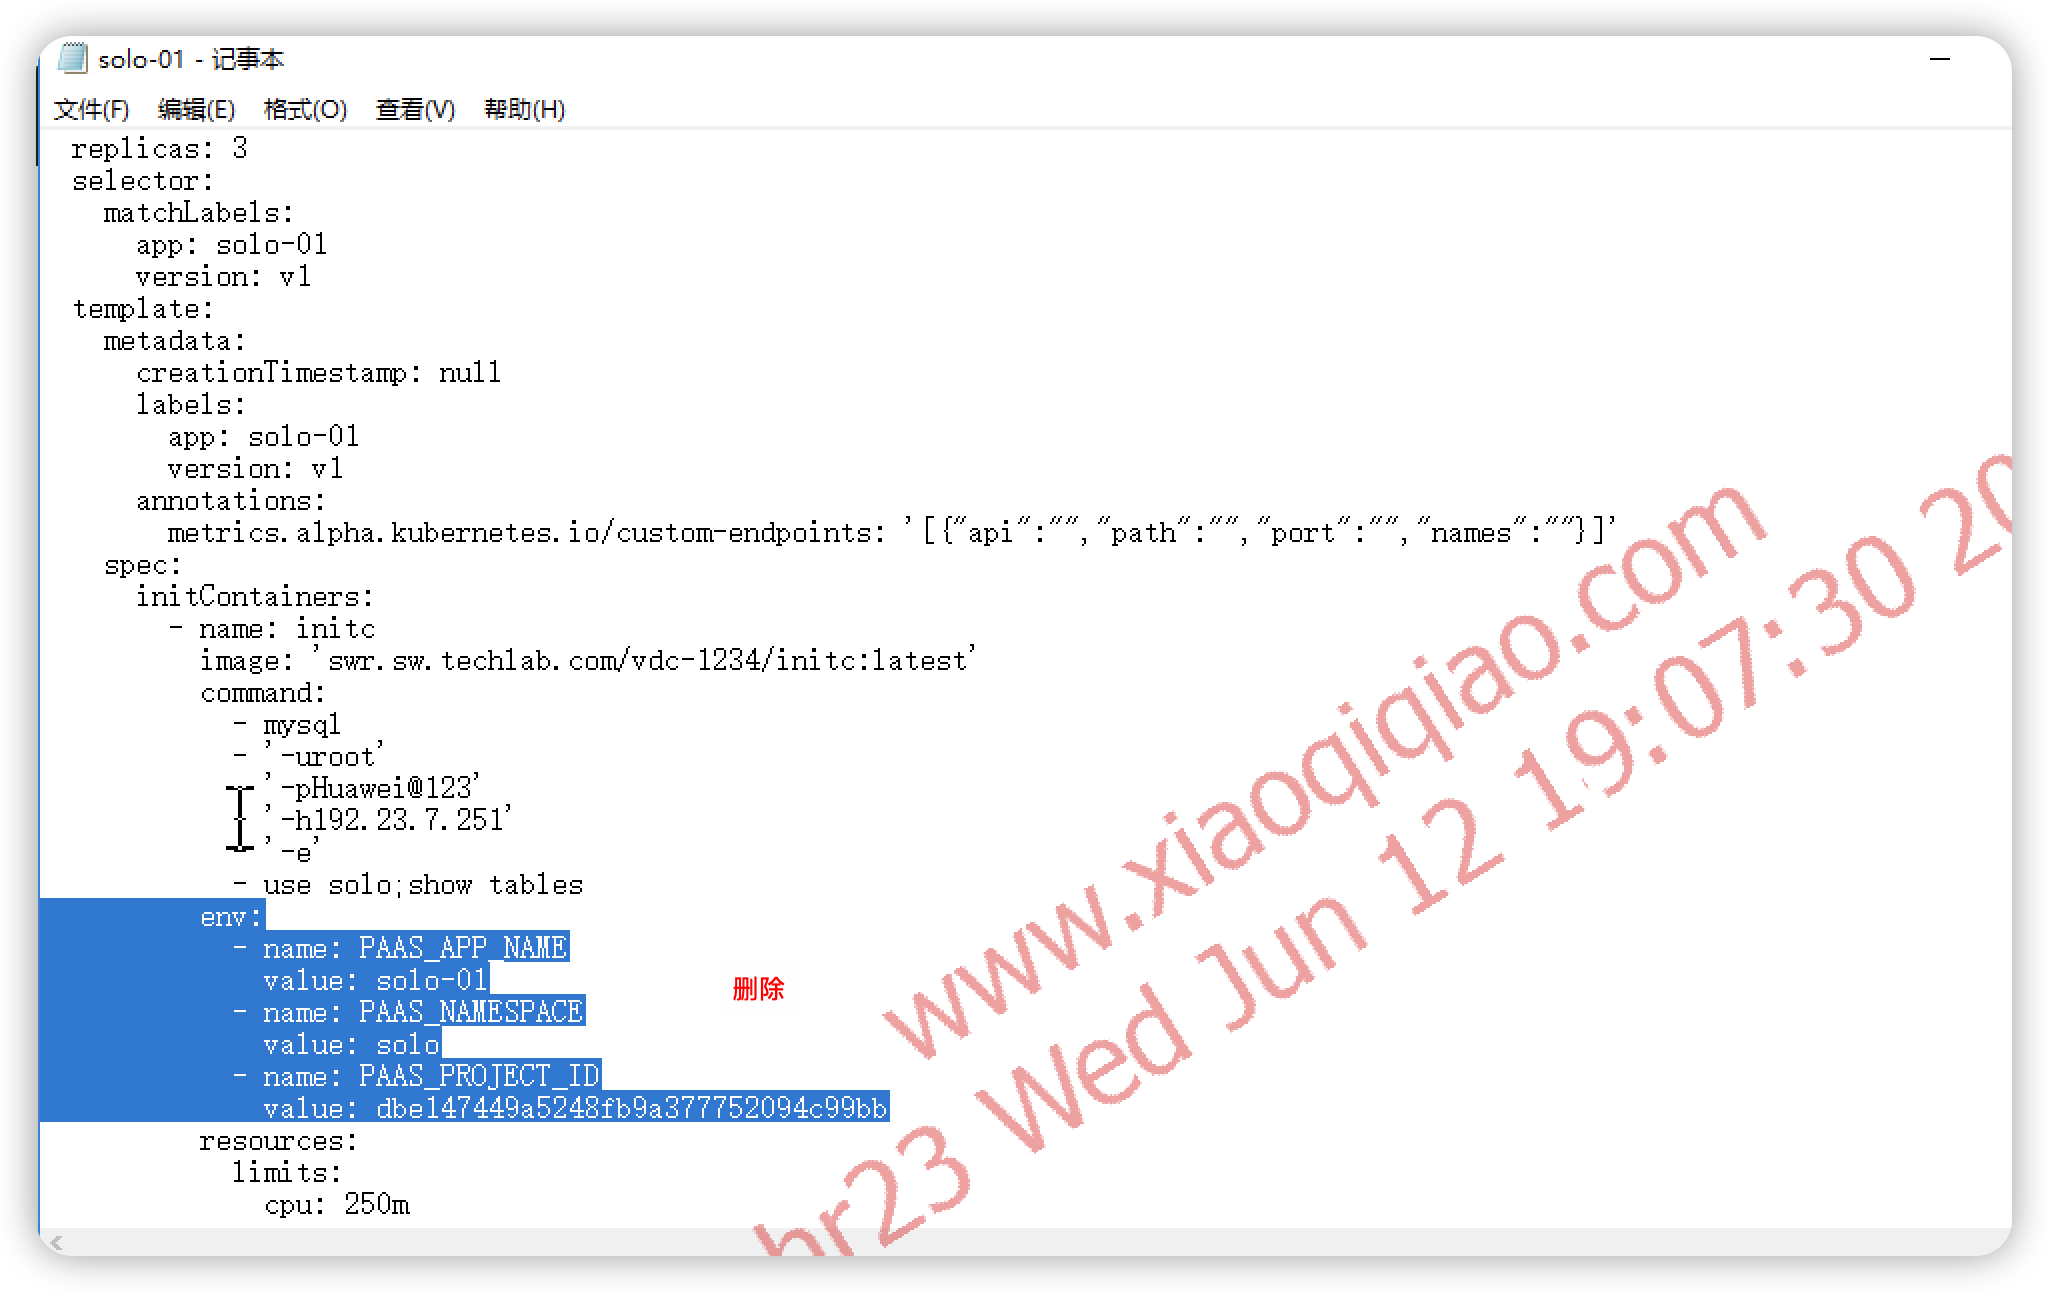 solo-01 - 记事本
文件(F) 编辑(E) 格式(O) 查看(V) 帮助(H)
replicas: 3
selector:
matchLabels:
app: solo-01
version: v1
template:
metadata:
creationTimestamp: null
labels:
app: solo-01
version: v1
annotations:
metrics.alpha.kubernetes.io/custom-endpoints: '[{"api":"","path":"","port":"","names":""}]'
spec:
initContainers:
- name: initc
image: 'swr.sw.techlab.com/vdc-1234/initc:latest'
command:
- mysql
- '-uroot'
- '-pHuawei@123'
- '-h192.23.7.251'
- '-e'
- use solo;show tables
env:
- name: PAAS_APP_NAME
value: solo-01
- name: PAAS_NAMESPACE
value: solo
- name: PAAS_PROJECT_ID
value: dbe147449a5248fb9a377752094c99bb
删除
resources:
limits:
cpu: 250m
www.xiaoqiqiao.com
hr23 Wed Jun 12 19:07:30 20